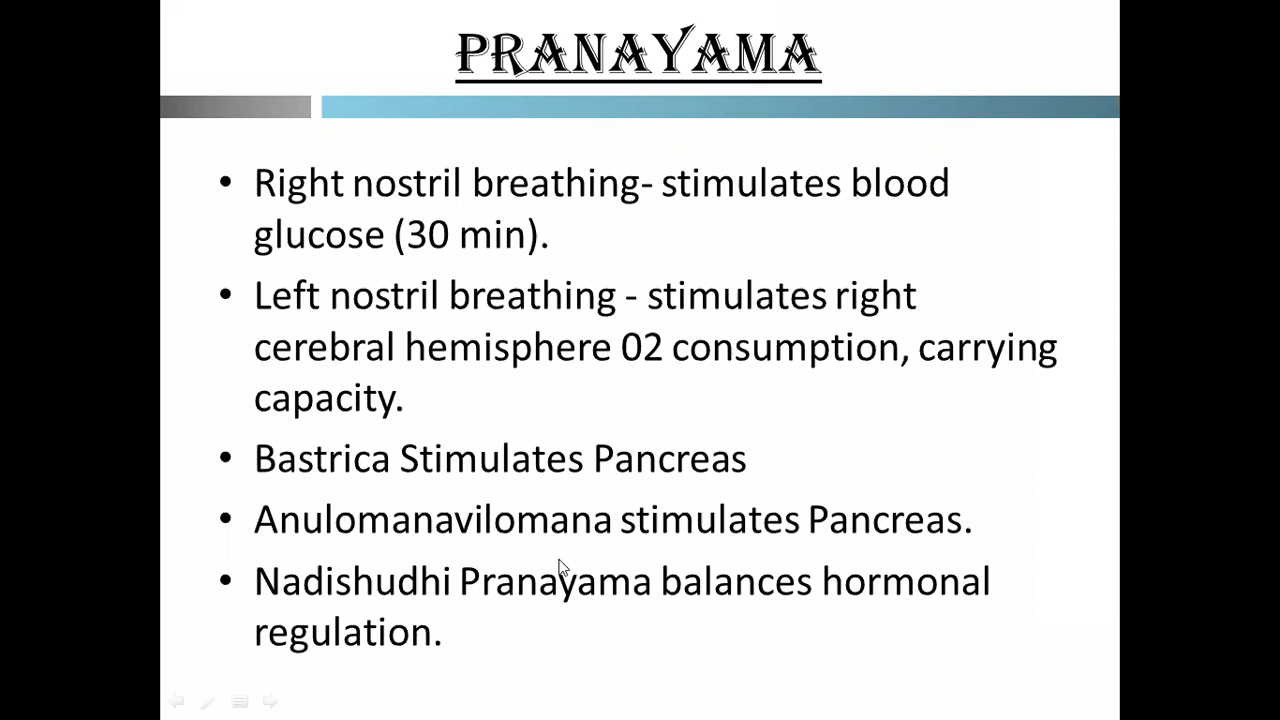 PRANAYAMA
• Right nostril breathing- stimulates blood
glucose (30 min).
• Left nostril breathing - stimulates right
cerebral hemisphere 02 consumption, carrying
capacity.
• Bastrica Stimulates Pancreas
• Anulomanavilomana stimulates Pancreas.
• Nadishudhi Pranayama balances hormonal
regulation.